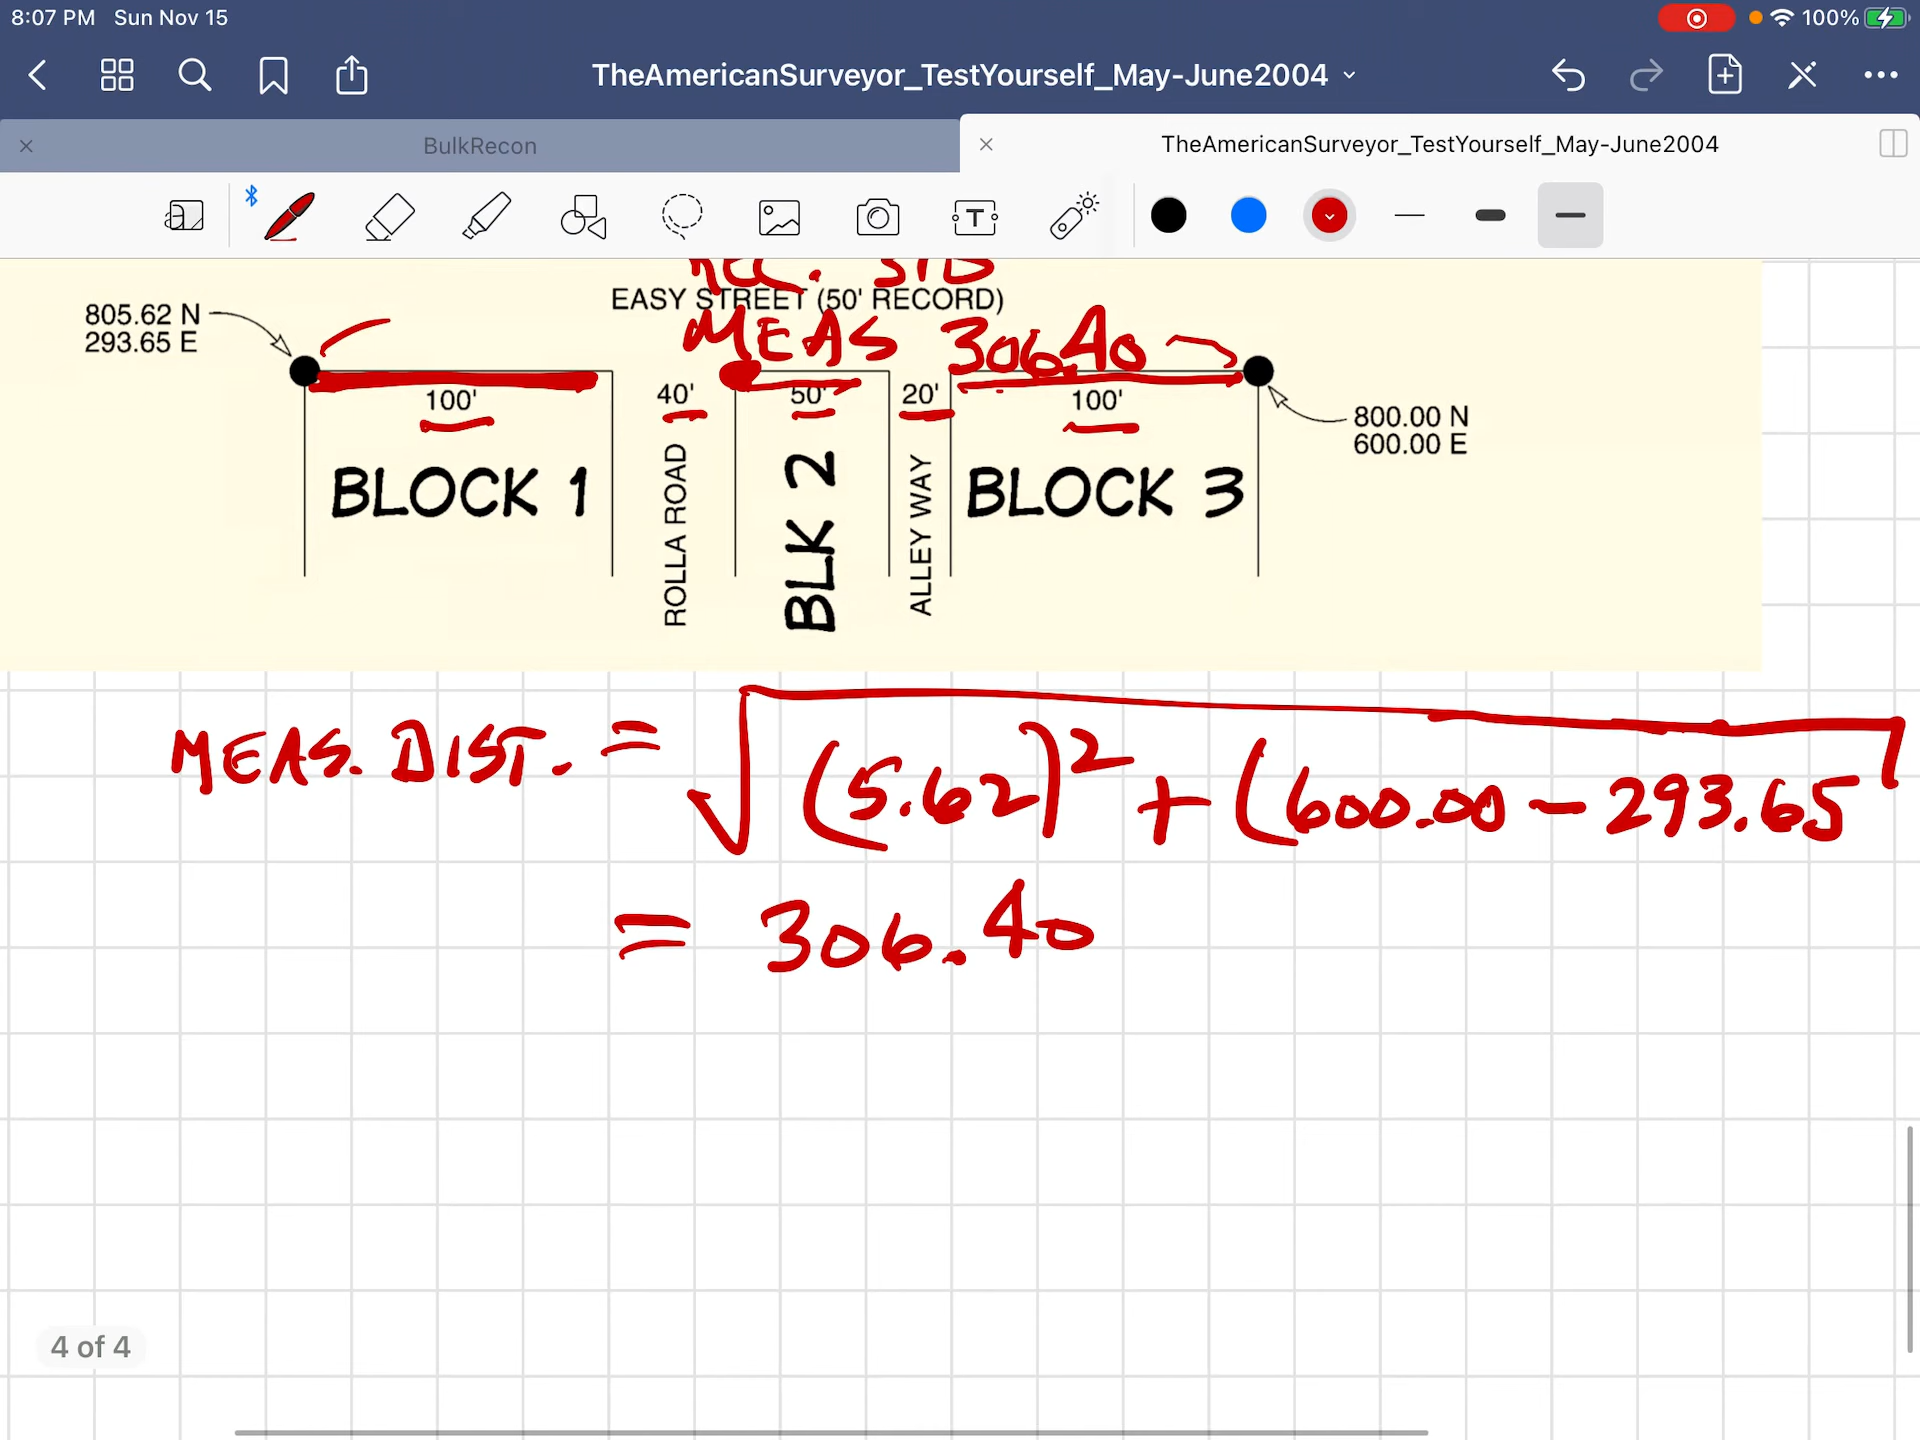 8:07 PM Sun Nov 15 100%
TheAmericanSurveyor_TestYourself_May-June2004
BulkRecon
TheAmericanSurveyor_TestYourself_May-June2004
a
T
REC. 310
EASY STREET (50' RECORD)
805.62 N
293.65 E
MEAS 306.40
100'
40'
50'
20'
100'
800.00 N
600.00 E
BLOCK 1
ROLLA ROAD
BLK 2
ALLEY WAY
BLOCK 3
MEAS. DIST. = √(5.62)² + (600.00 - 293.65
= 306.40
4 of 4